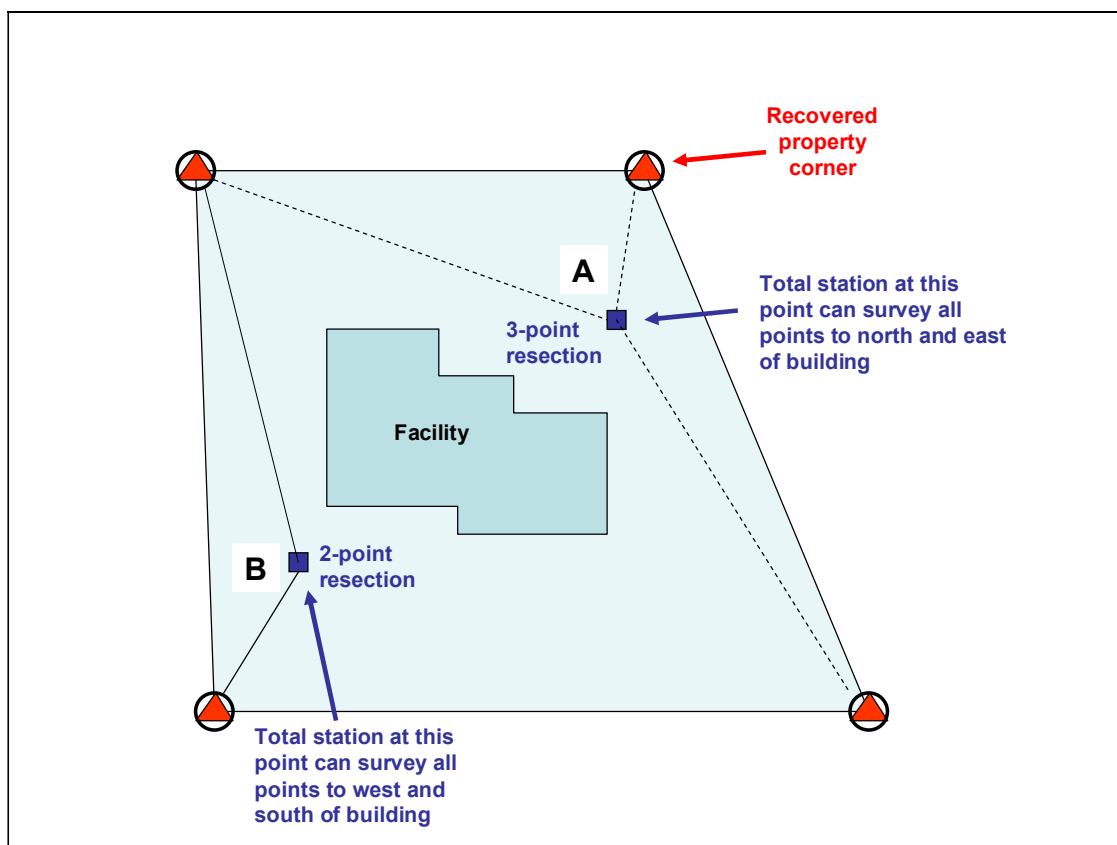 Recovered
property
corner
A
Total station at this
point can survey all
points to north and east
of building
3-point
resection
Facility
B
2-point
resection
Total station at this
point can survey all
points to west and
south of building